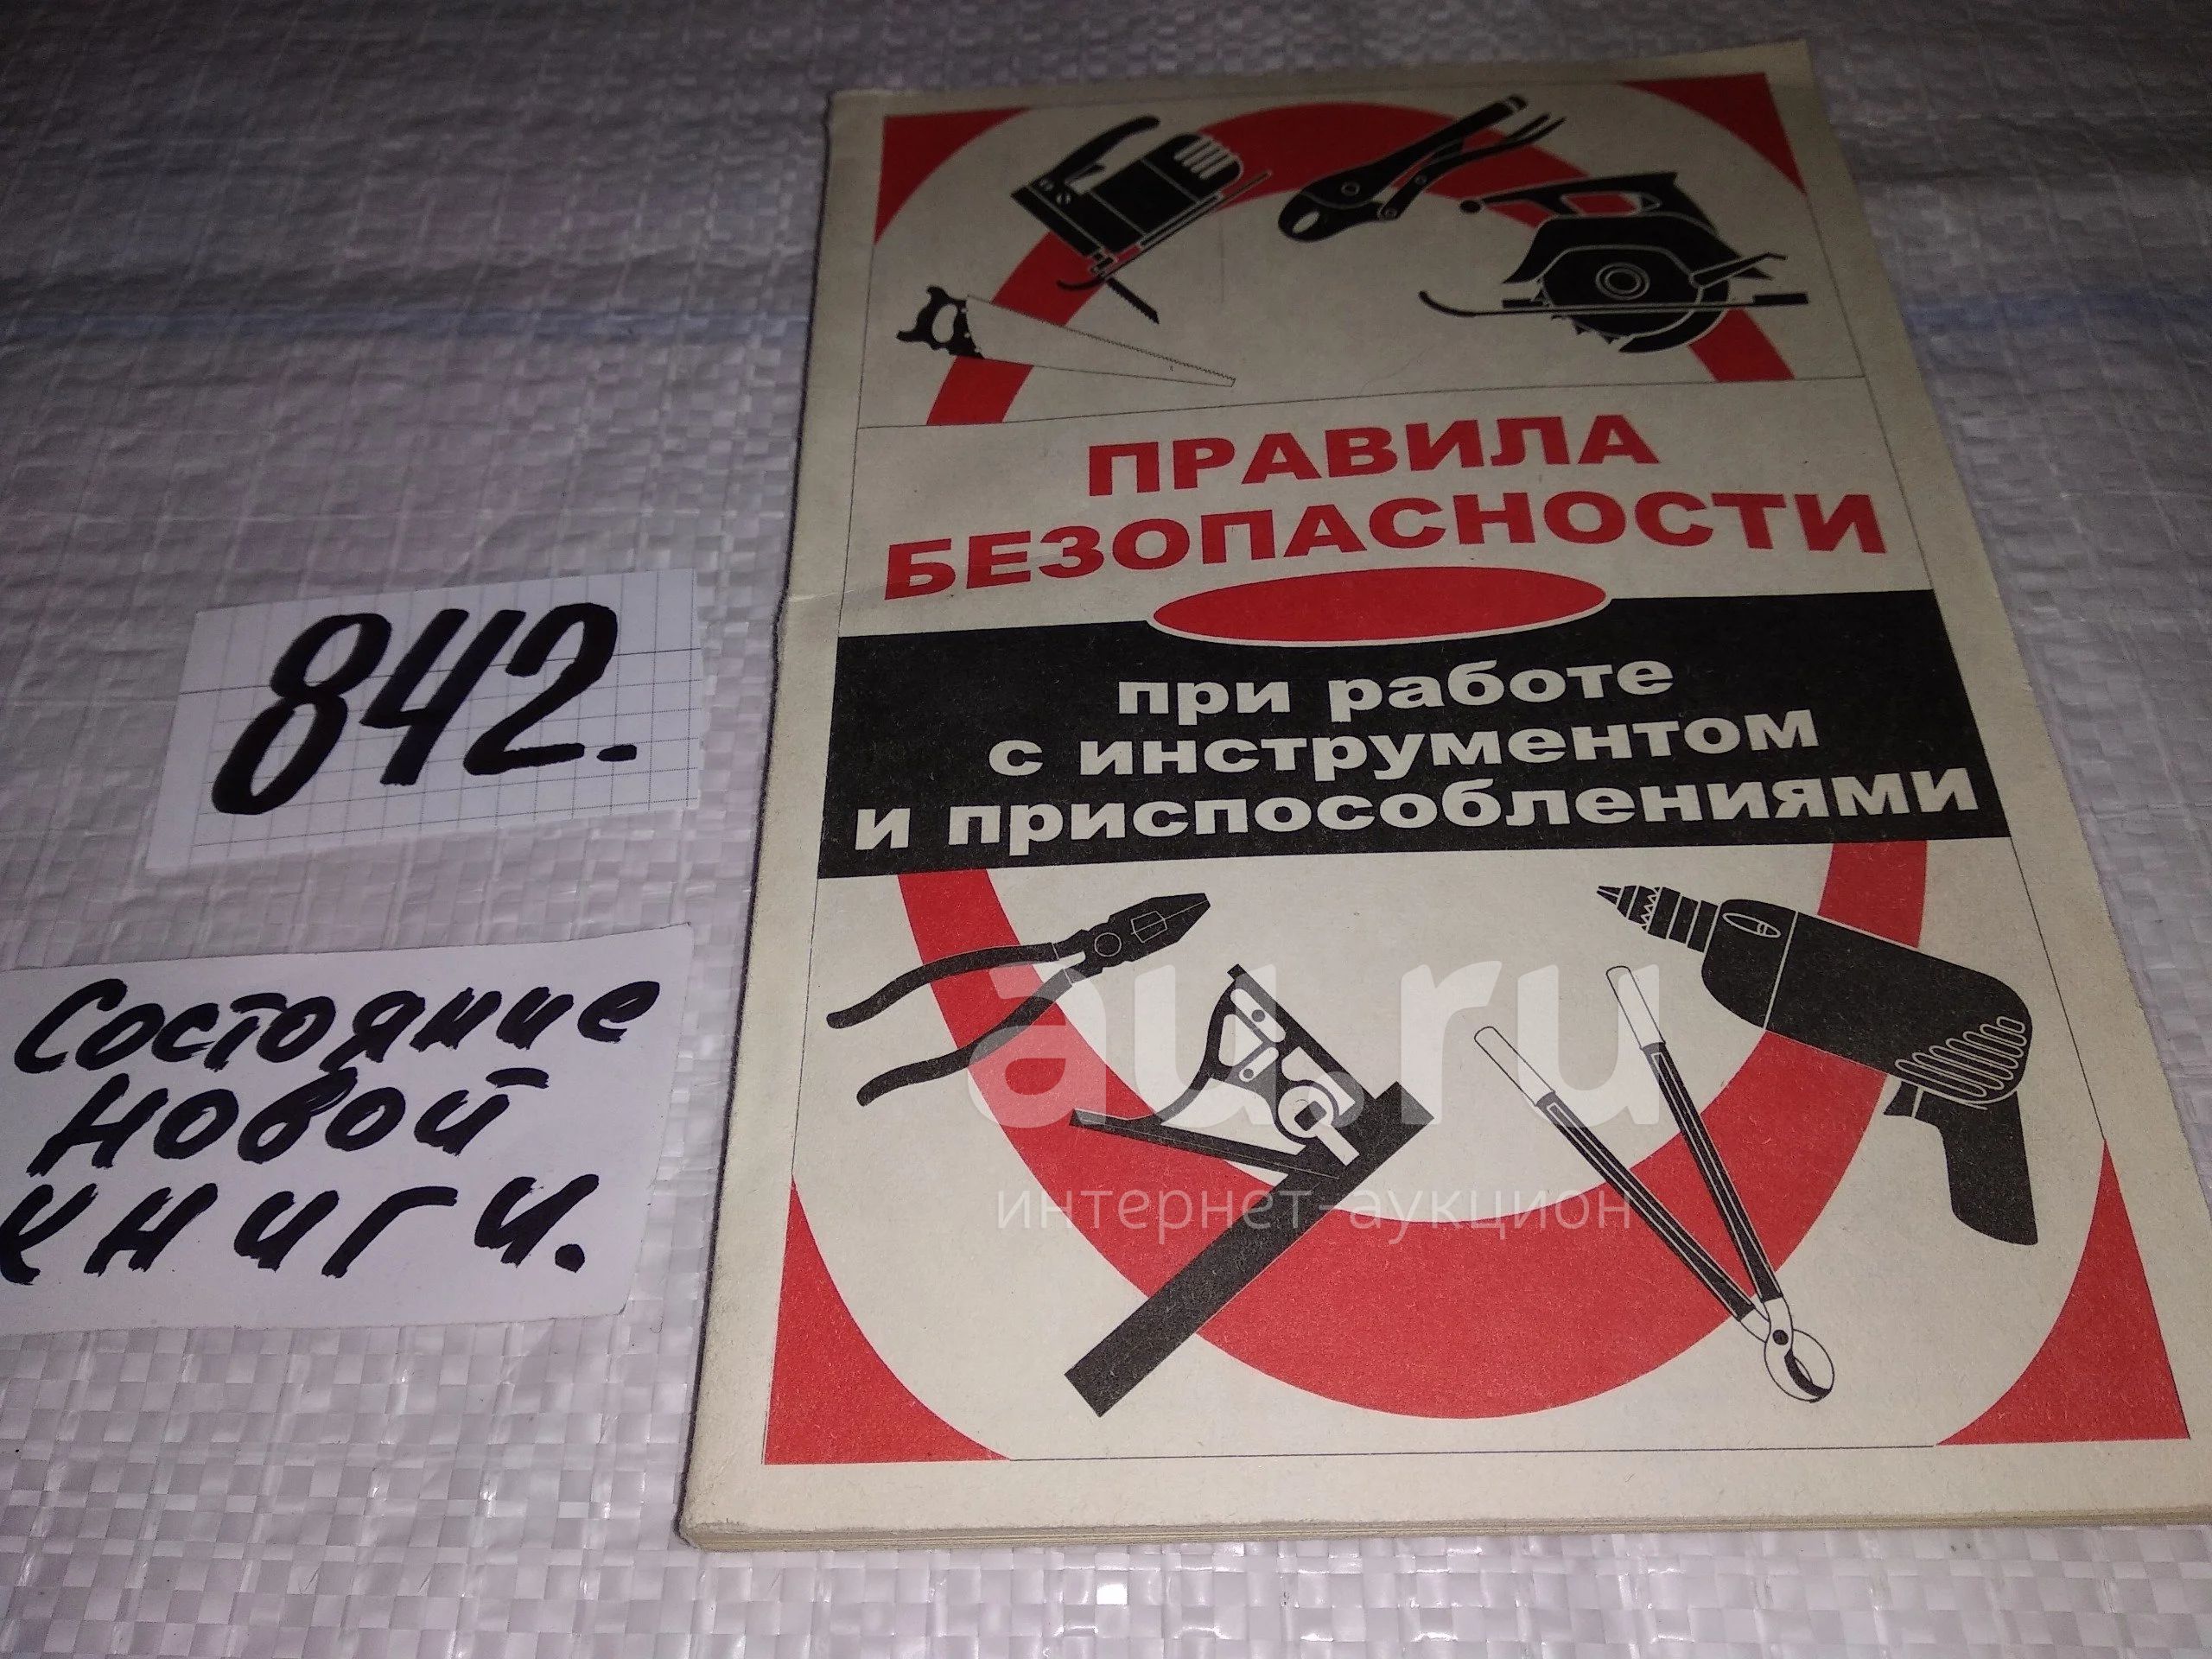 ПРАВИЛА
БЕЗОПАСНОСТИ
при работе
с инструментом
и приспособлениями
842.
Состояние
новой
книги.
au.ru
интернет-аукцион